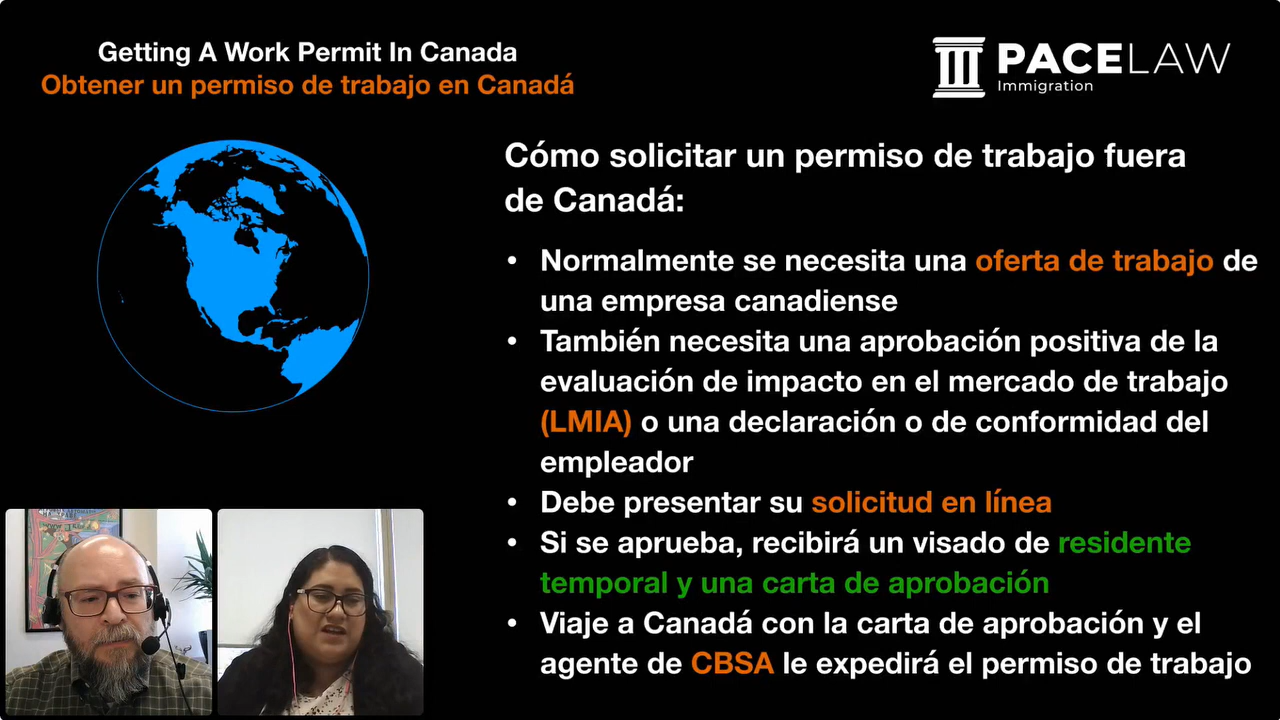 Getting A Work Permit In Canada
Obtener un permiso de trabajo en Canadá
PACELAW
Immigration
Cómo solicitar un permiso de trabajo fuera
de Canadá:
• Normalmente se necesita una oferta de trabajo de
una empresa canadiense
• También necesita una aprobación positiva de la
evaluación de impacto en el mercado de trabajo
(LMIA) o una declaración o de conformidad del
empleador
• Debe presentar su solicitud en línea
• Si se aprueba, recibirá un visado de residente
temporal y una carta de aprobación
• Viaje a Canadá con la carta de aprobación y el
agente de CBSA le expedirá el permiso de trabajo